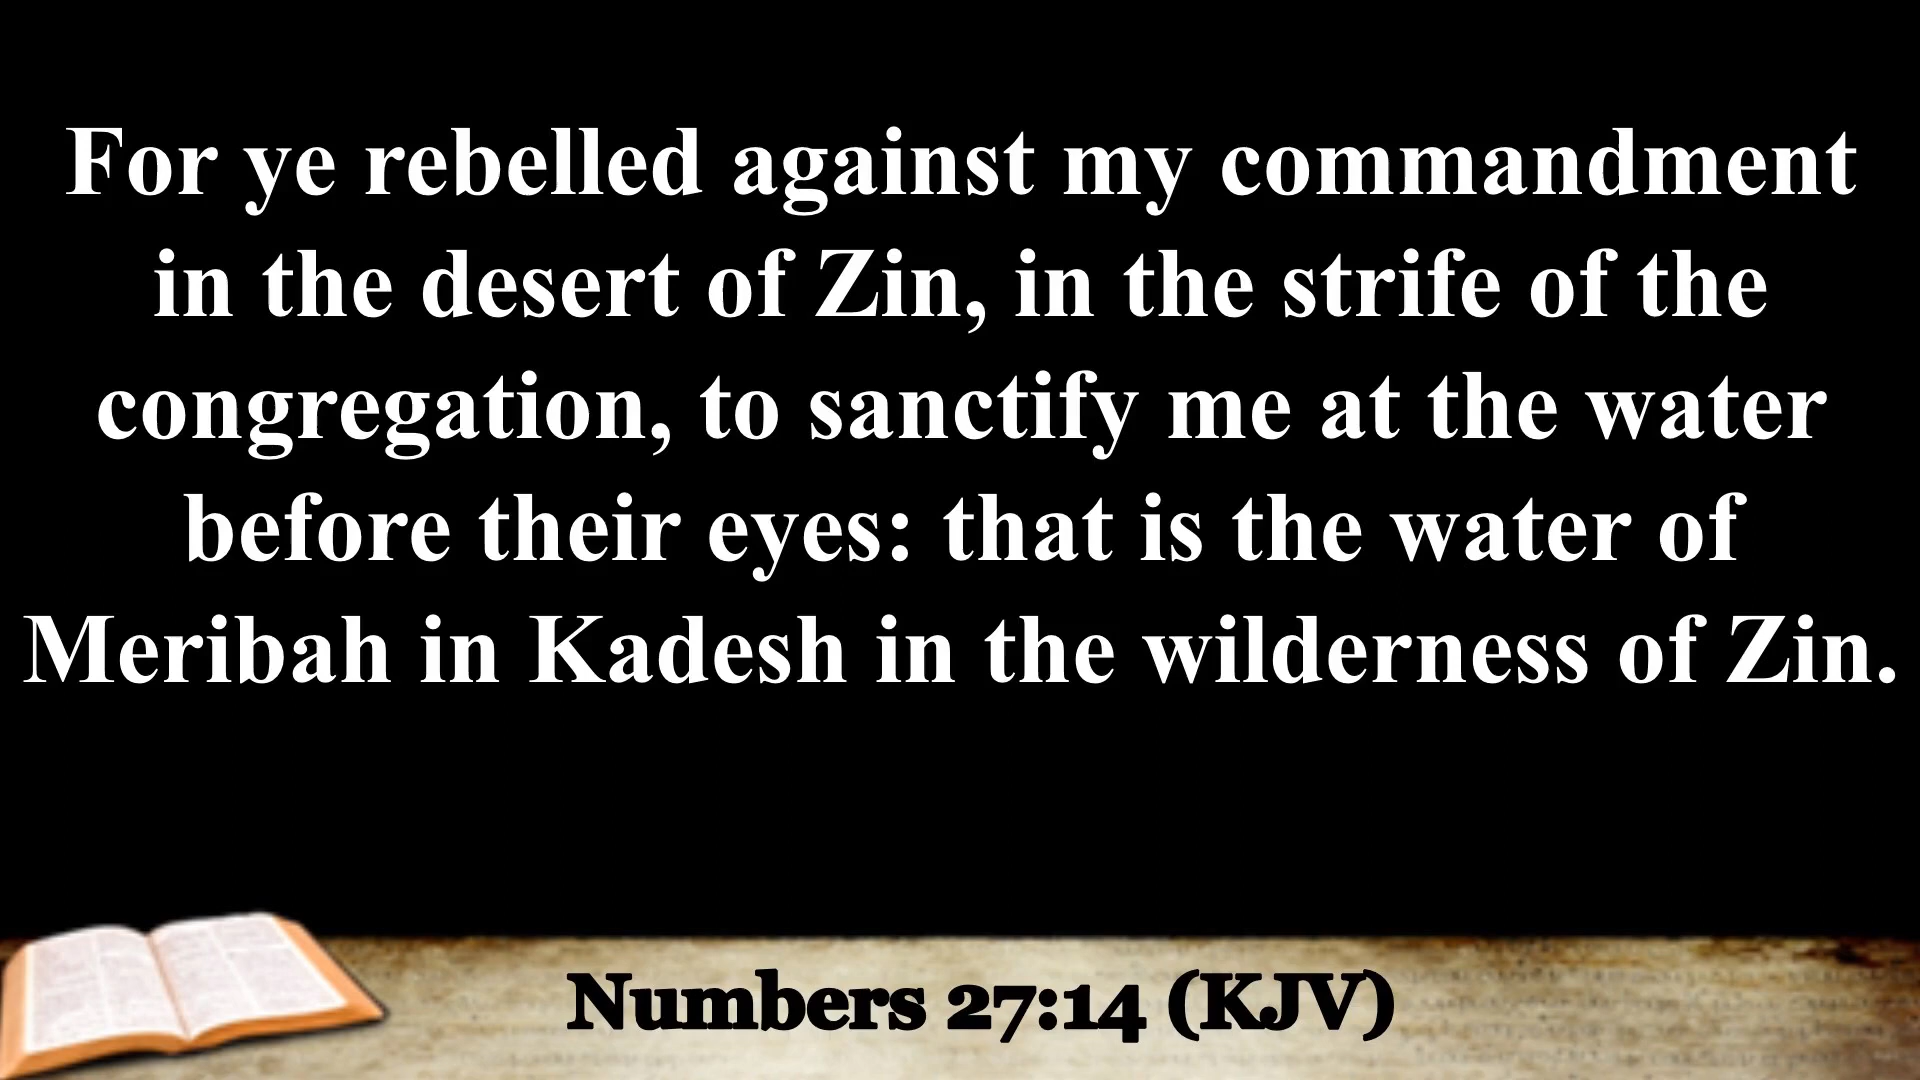 For ye rebelled against my commandment
in the desert of Zin, in the strife of the
congregation, to sanctify me at the water
before their eyes: that is the water of
Meribah in Kadesh in the wilderness of Zin.
Numbers 27:14 (KJV)